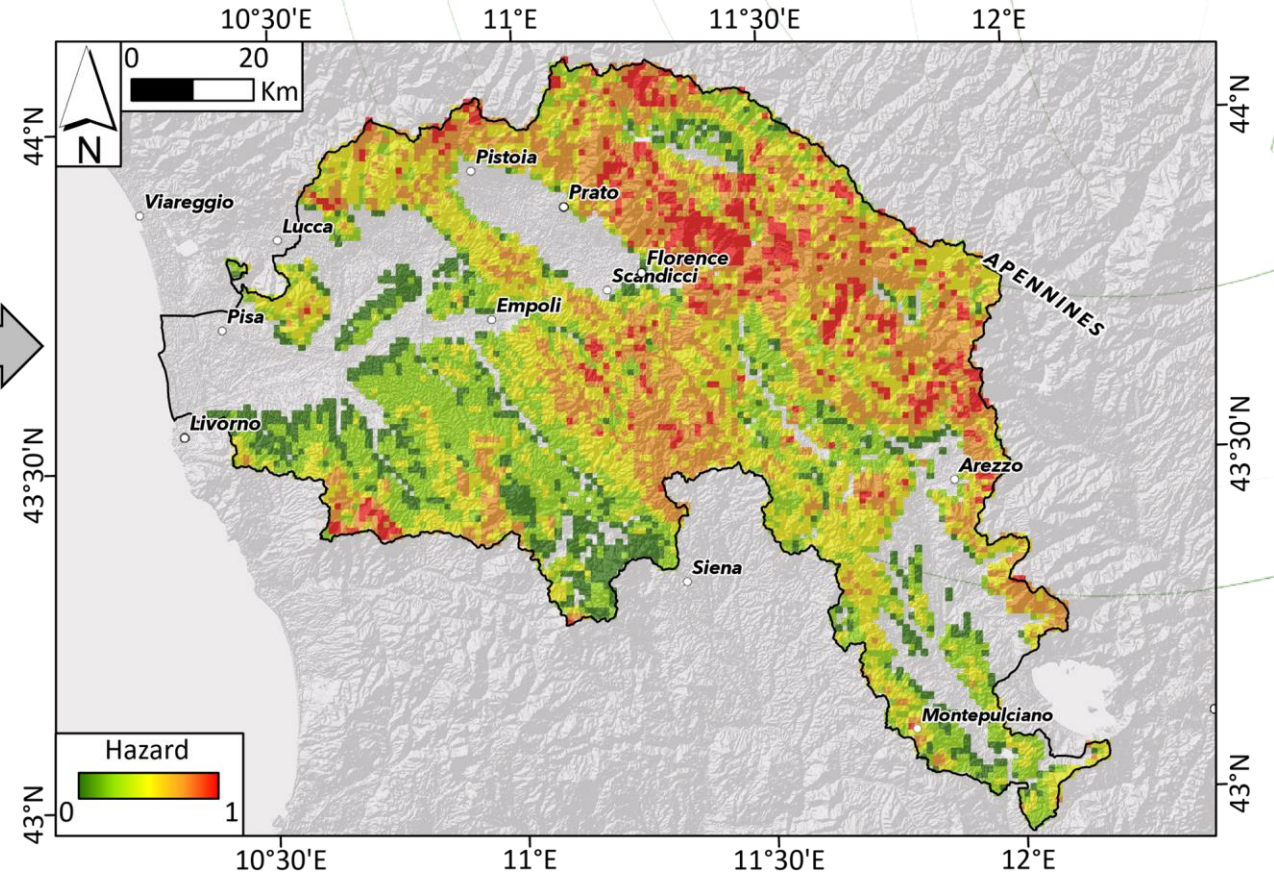 10°30'E 11°E 11°30'E 12°E
0 20
Km
N
44°N
44°N
Pistoia
Prato
Viareggio
Lucca
Florence
Scandicci
APENNINES
Empoli
Pisa
Livorno
43°30'N
43°30'N
Arezzo
Siena
Montepulciano
Hazard
0 1
43°N
43°N
10°30'E 11°E 11°30'E 12°E